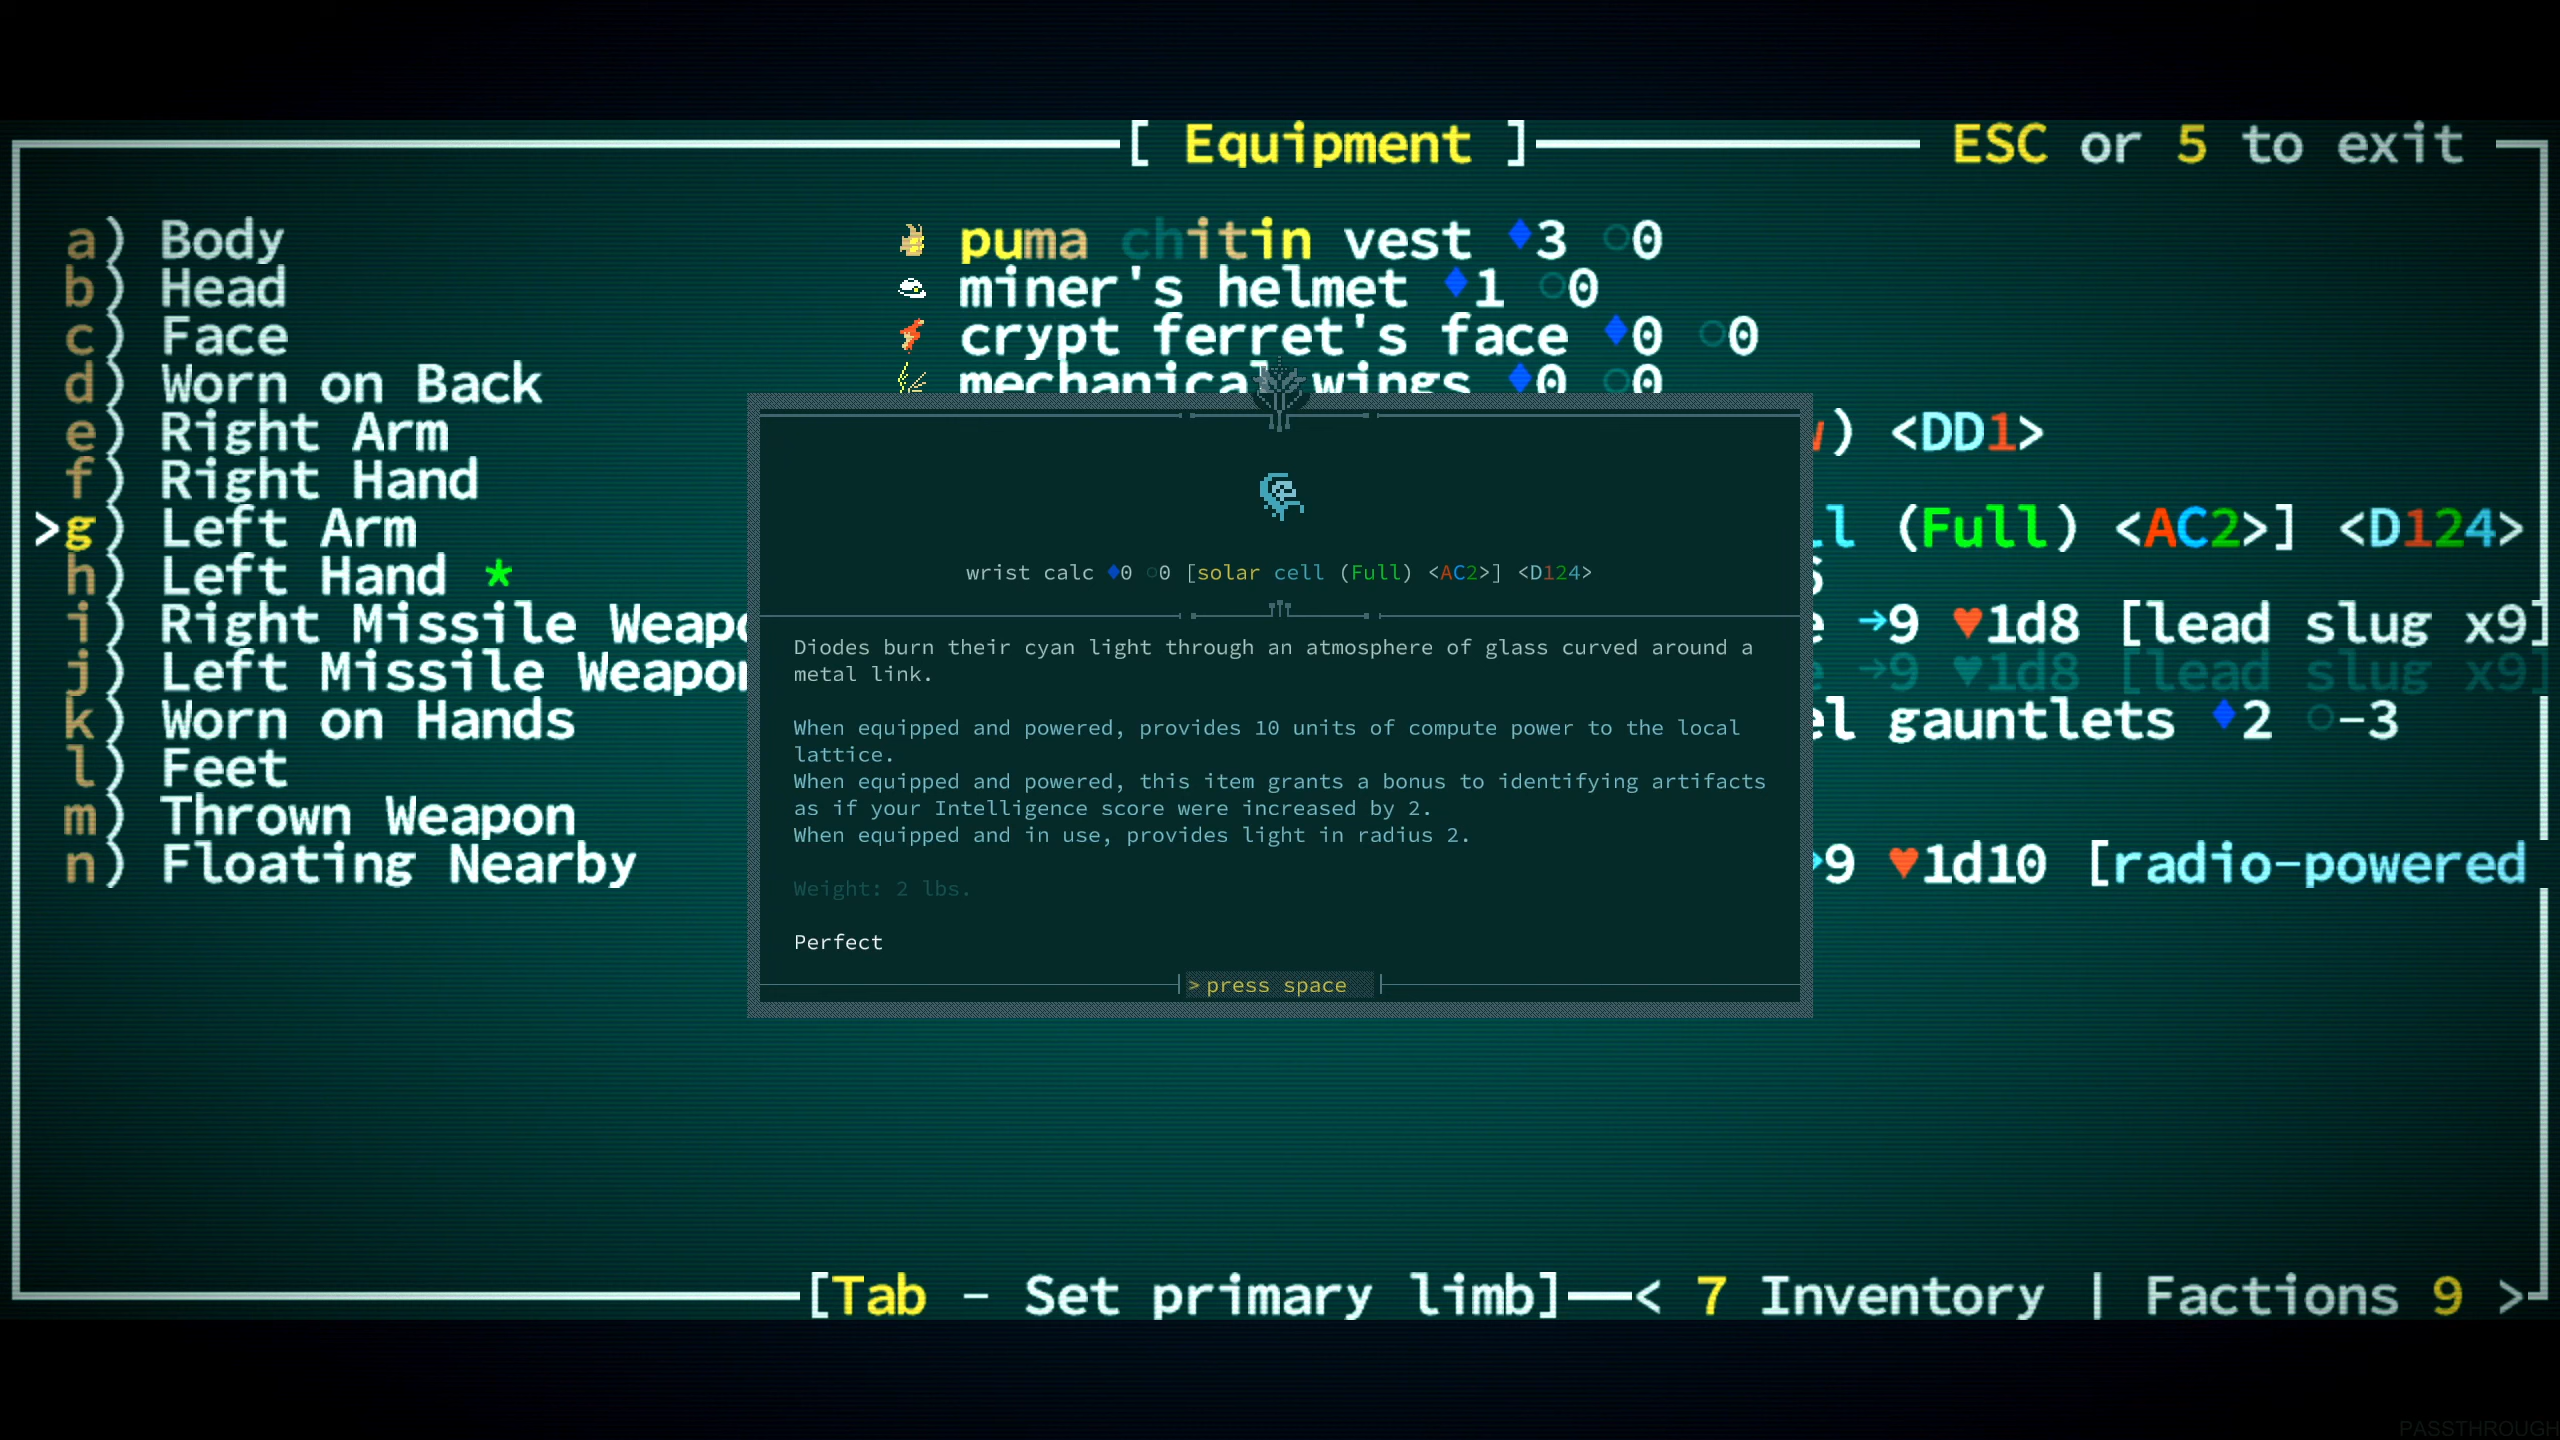 [ Equipment ] ESC or 5 to exit
a) Body puma chitin vest ♦3 ○0
b) Head miner's helmet ♦1 ○0
c) Face crypt ferret's face ♦0 ○0
d) Worn on Back mechanical wings ♦0 ○0
e) Right Arm ) <DD1>
f) Right Hand
>g) Left Arm (Full) <AC2>] <D124>
h) Left Hand *
i) Right Missile →9 ♥1d8 [lead slug x9]
j) Left Missile Weapon →9 ♥1d8 [lead slug x9]
k) Worn on Hands gauntlets ♦2 ○-3
l) Feet
m) Thrown Weapon
n) Floating Nearby 9 ♥1d10 [radio-powered
wrist calc ♦0 ○0 [solar cell (Full) <AC2>] <D124>
Diodes burn their cyan light through an atmosphere of glass curved around a
metal link.
When equipped and powered, provides 10 units of compute power to the local
lattice.
When equipped and powered, this item grants a bonus to identifying artifacts
as if your Intelligence score were increased by 2.
When equipped and in use, provides light in radius 2.
Weight: 2 lbs.
Perfect
> press space
[Tab - Set primary limb] < 7 Inventory | Factions 9 >
PASSTHROUGH